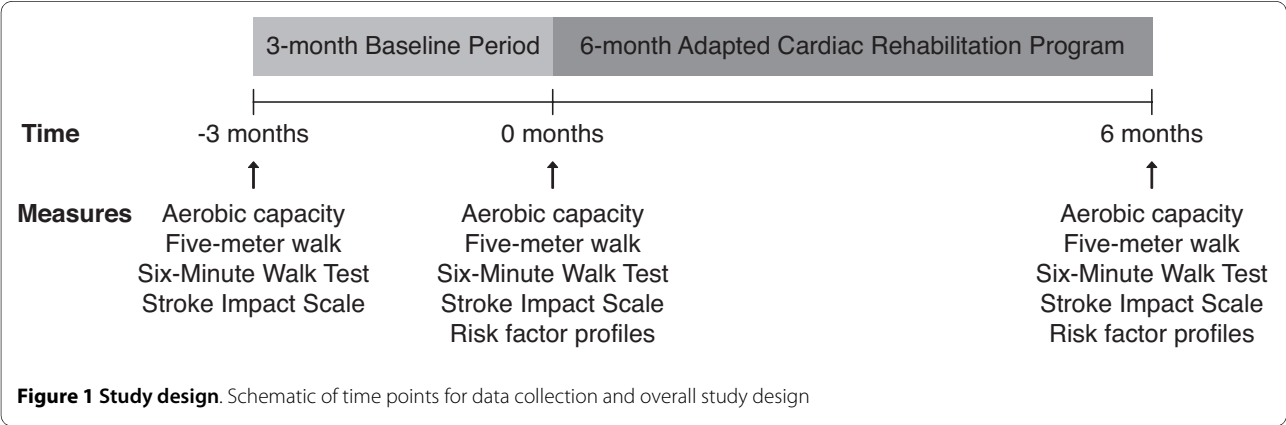 3-month Baseline Period 6-month Adapted Cardiac Rehabilitation Program
Time -3 months 0 months 6 months
Measures Aerobic capacity Aerobic capacity Aerobic capacity
Five-meter walk Five-meter walk Five-meter walk
Six-Minute Walk Test Six-Minute Walk Test Six-Minute Walk Test
Stroke Impact Scale Stroke Impact Scale Stroke Impact Scale
Risk factor profiles Risk factor profiles
Figure 1 Study design. Schematic of time points for data collection and overall study design